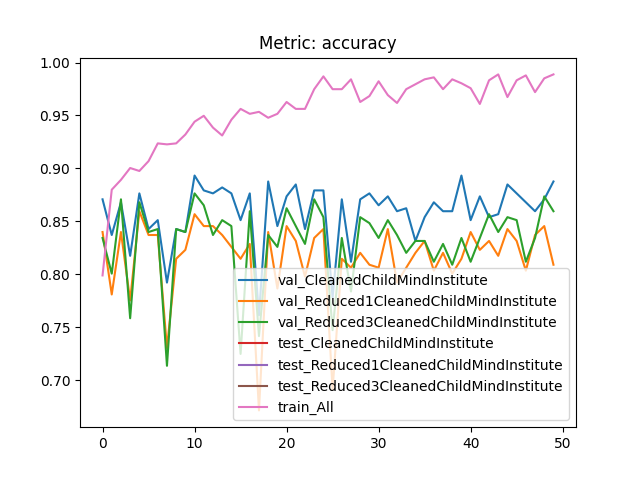 Metric: accuracy
1.00
0.95
0.90
0.85
0.80
0.75
0.70
0
10
20
30
40
50
val_CleanedChildMindInstitute
val_Reduced1CleanedChildMindInstitute
val_Reduced3CleanedChildMindInstitute
test_CleanedChildMindInstitute
test_Reduced1CleanedChildMindInstitute
test_Reduced3CleanedChildMindInstitute
train_All